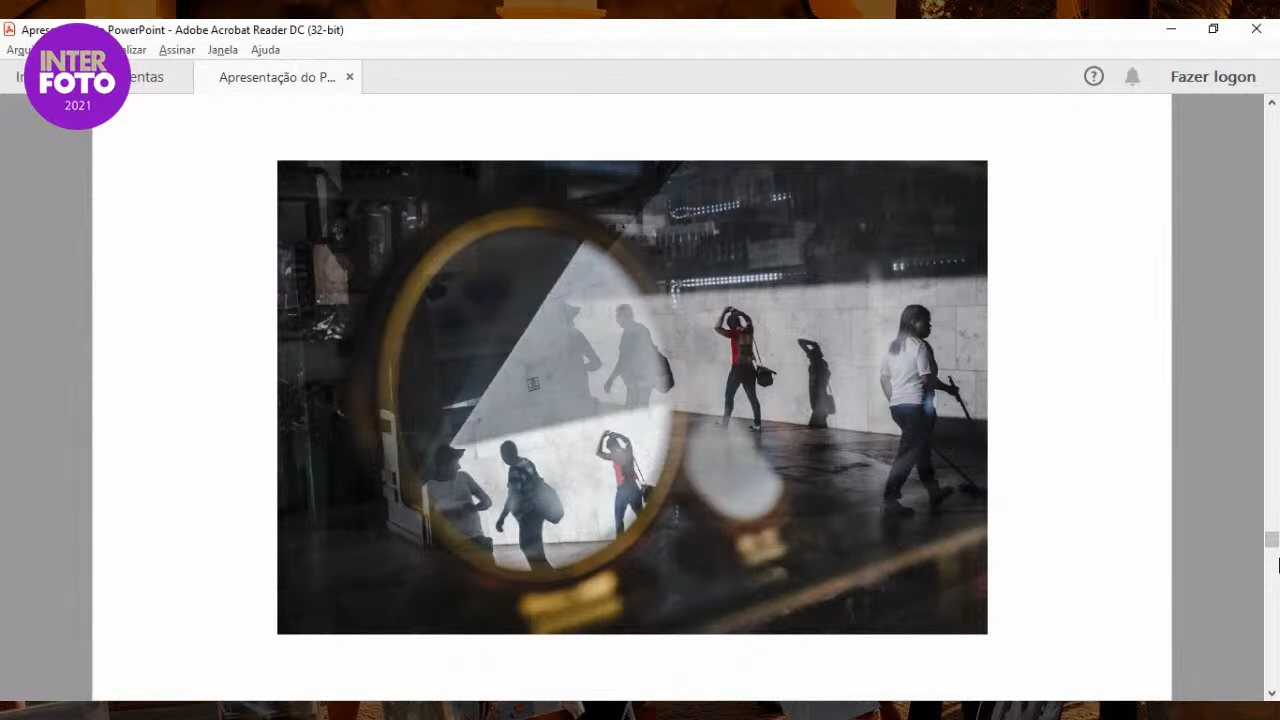 Apres PowerPoint - Adobe Acrobat Reader DC (32-bit)
lizar Assinar Janela Ajuda
INTER
FOTO
2021
entas
Apresentação do P... ×
Fazer logon